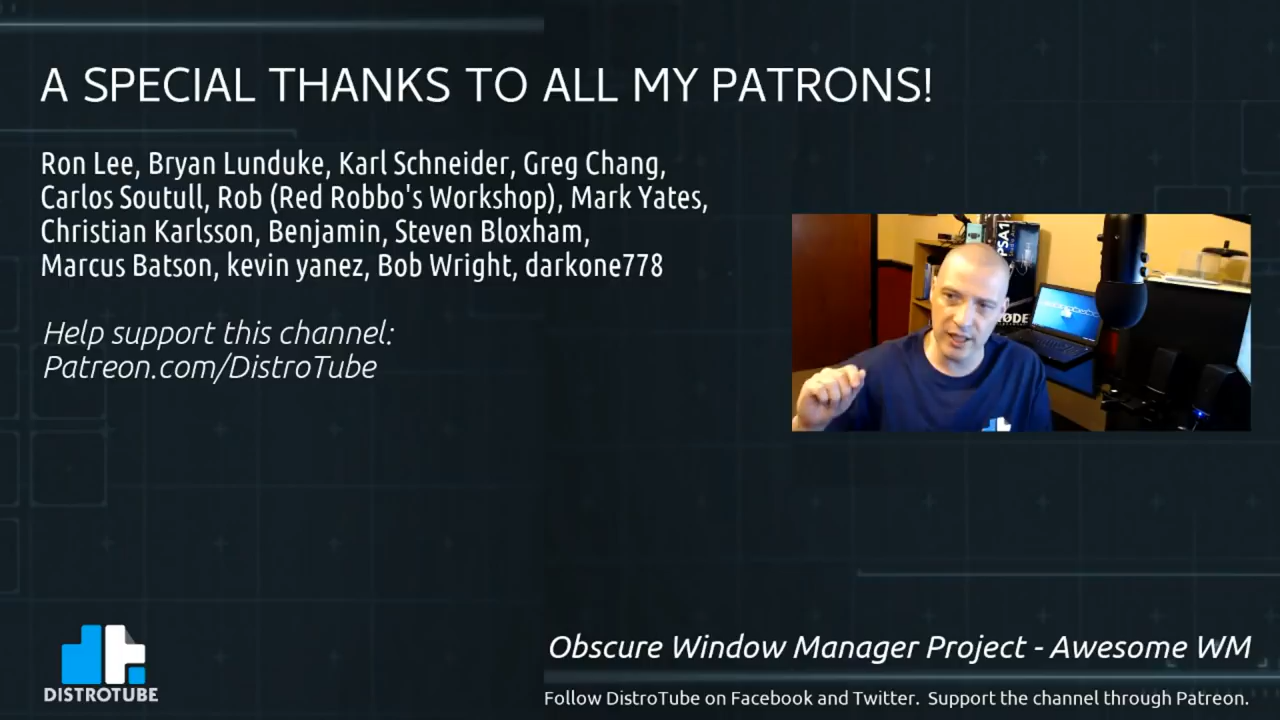 A SPECIAL THANKS TO ALL MY PATRONS!
Ron Lee, Bryan Lunduke, Karl Schneider, Greg Chang,
Carlos Soutull, Rob (Red Robbo's Workshop), Mark Yates,
Christian Karlsson, Benjamin, Steven Bloxham,
Marcus Batson, kevin yanez, Bob Wright, darkone778
Help support this channel:
Patreon.com/DistroTube
PSA1
RØDE
DISTROTUBE
Obscure Window Manager Project - Awesome WM
Follow DistroTube on Facebook and Twitter. Support the channel through Patreon.